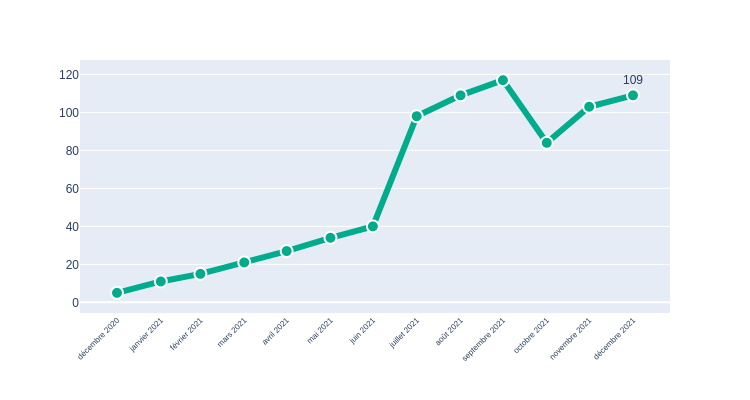 120
100
80
60
40
20
0
109
décembre 2020
janvier 2021
février 2021
mars 2021
avril 2021
mai 2021
juin 2021
juillet 2021
août 2021
septembre 2021
octobre 2021
novembre 2021
décembre 2021